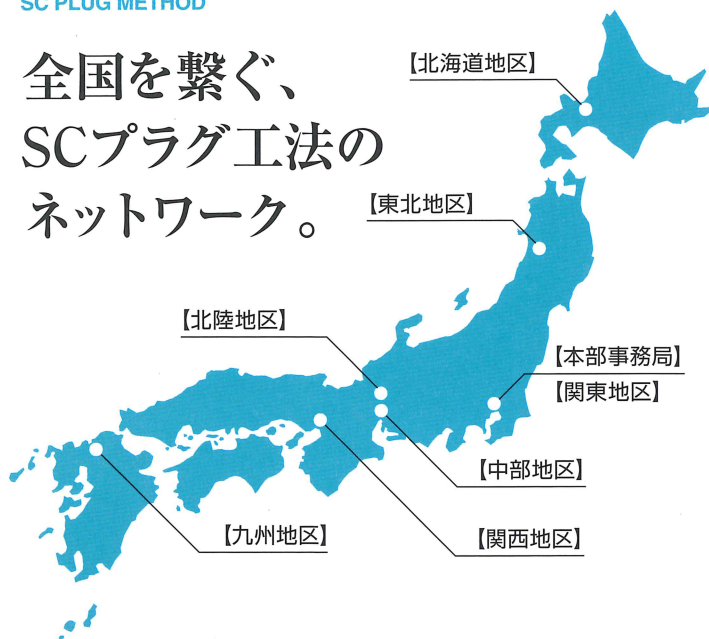 SC PLUG METHOD
全国を繋ぐ、
SCプラグ工法の
ネットワーク。
【北海道地区】
【東北地区】
【北陸地区】
【本部事務局】
【関東地区】
【中部地区】
【関西地区】
【九州地区】